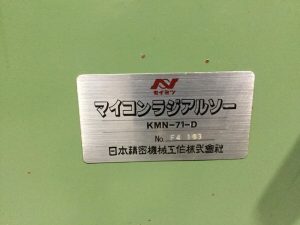 セイミツ
マイコンラジアルソー
KMN-71-D
No. F4 163
日本精密機械工作株式會社